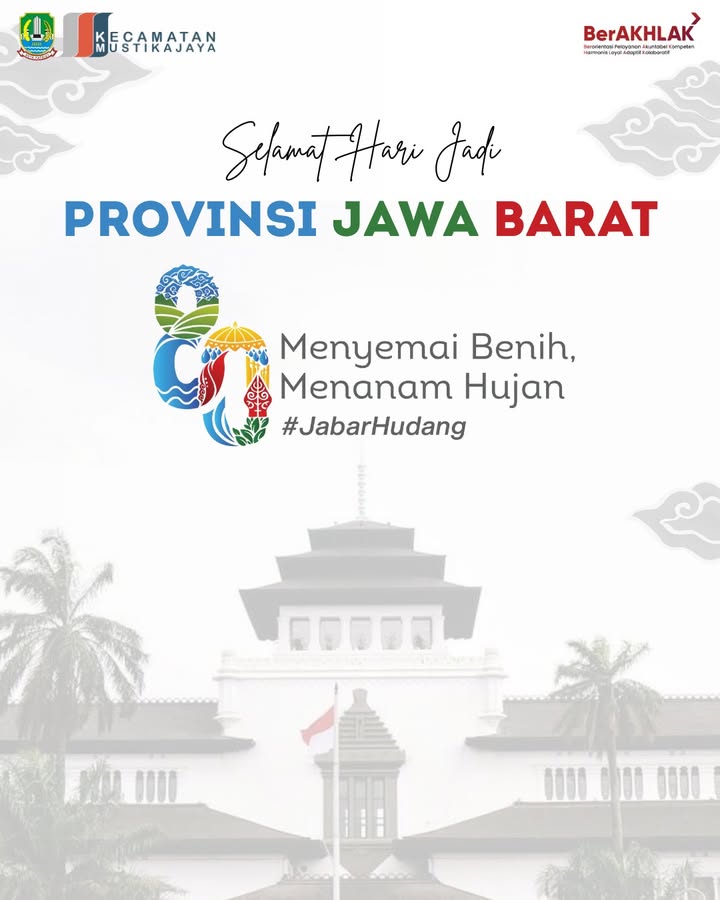 KECAMATAN
MUSTIKAJAYA
BerAKHLAK
Berorientasi Pelayanan Akuntabel Kompeten
Harmonis Loyal Adaptif Kolaboratif
Selamat Hari Jadi
PROVINSI JAWA BARAT
80
Menyemai Benih,
Menanam Hujan
#JabarHudang